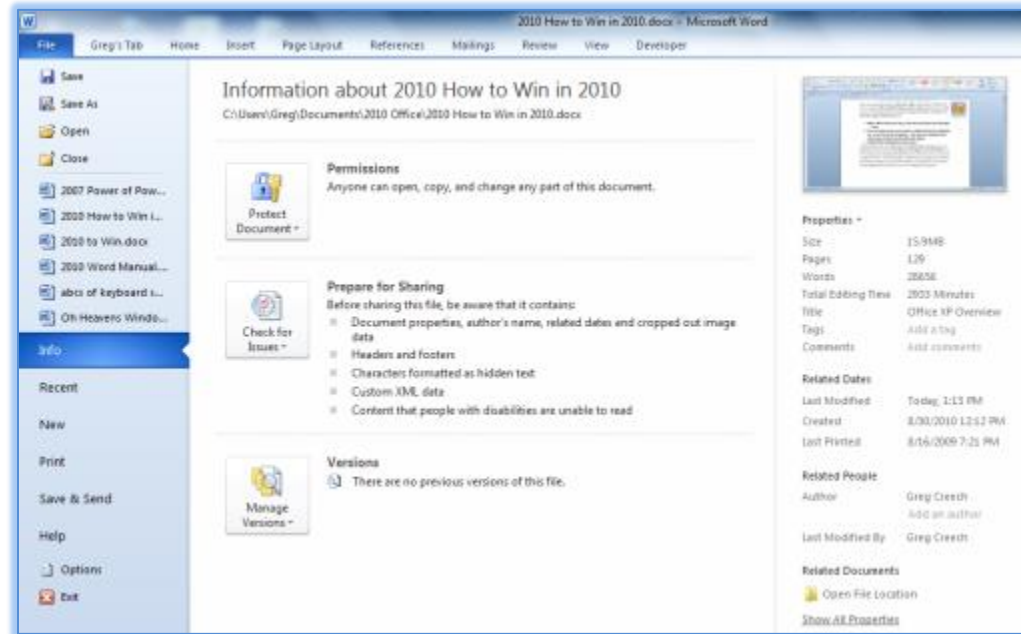 2010 How to Win in 2010.docx - Microsoft Word
File Greg's Tab Home Insert Page Layout References Mailings Review View Developer
Save
Save As
Open
Close
2007 Power of Pow...
2010 How to Win i...
2010 to Win.docx
2010 Word Manual...
abcs of keyboard s...
Oh Heavens Windo...
Info
Recent
New
Print
Save & Send
Help
Options
Exit
Information about 2010 How to Win in 2010
C:\Users\Greg\Documents\2010 Office\2010 How to Win in 2010.docx
Protect
Document
Permissions
Anyone can open, copy, and change any part of this document.
Check for
Issues
Prepare for Sharing
Before sharing this file, be aware that it contains:
Document properties, author's name, related dates and cropped out image
data
Headers and footers
Characters formatted as hidden text
Custom XML data
Content that people with disabilities are unable to read
Manage
Versions
Versions
There are no previous versions of this file.
Properties
Size 15.9MB
Pages 129
Words
Total Editing Time 2933 Minutes
Title Office XP Overview
Tags Add a tag
Comments Add comments
Related Dates
Last Modified Today, 1:13 PM
Created 8/30/2010 12:12 PM
Last Printed 8/16/2009 7:21 PM
Related People
Author Greg Creech
Add an author
Last Modified By Greg Creech
Related Documents
Open File Location
Show All Properties